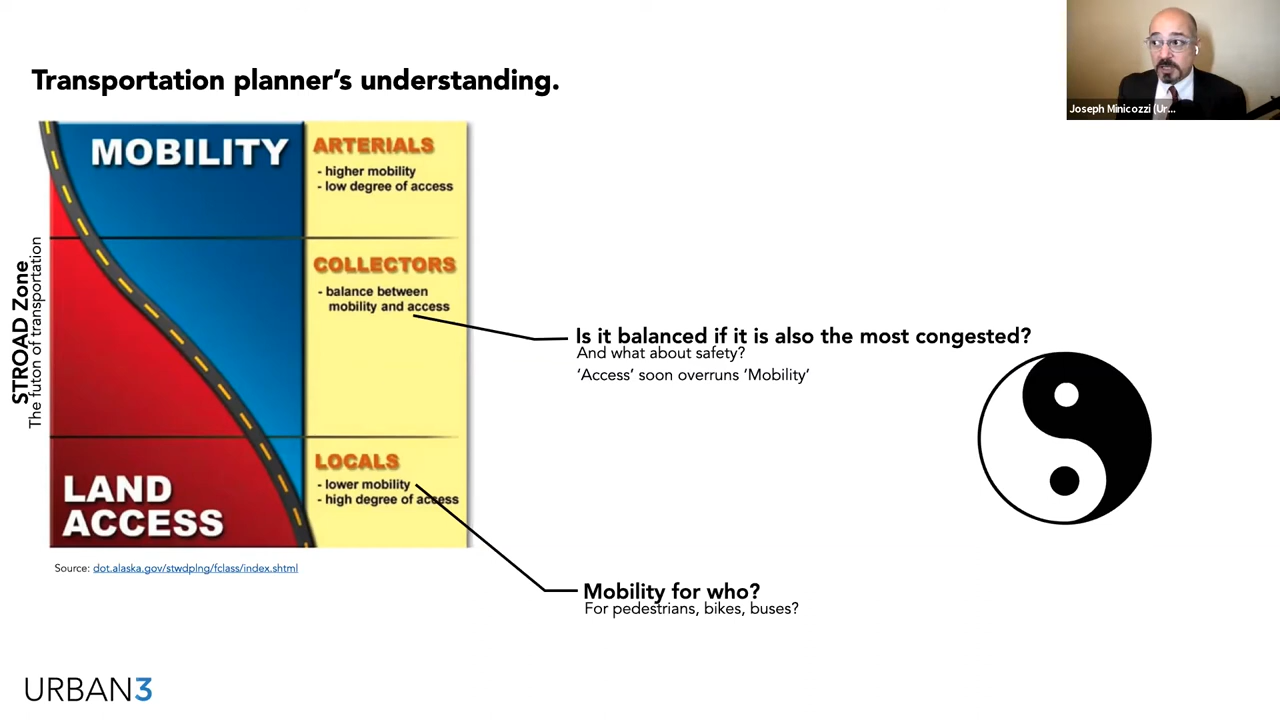 Transportation planner's understanding.
Joseph Minicozzi (Ur...
MOBILITY
ARTERIALS
- higher mobility
- low degree of access
STROAD Zone
The futon of transportation
COLLECTORS
- balance between
mobility and access
Is it balanced if it is also the most congested?
And what about safety?
‘Access’ soon overruns ‘Mobility’
LAND
ACCESS
LOCALS
- lower mobility
- high degree of access
Source: dot.alaska.gov/stwdplng/fclass/index.shtml
Mobility for who?
For pedestrians, bikes, buses?
URBAN3